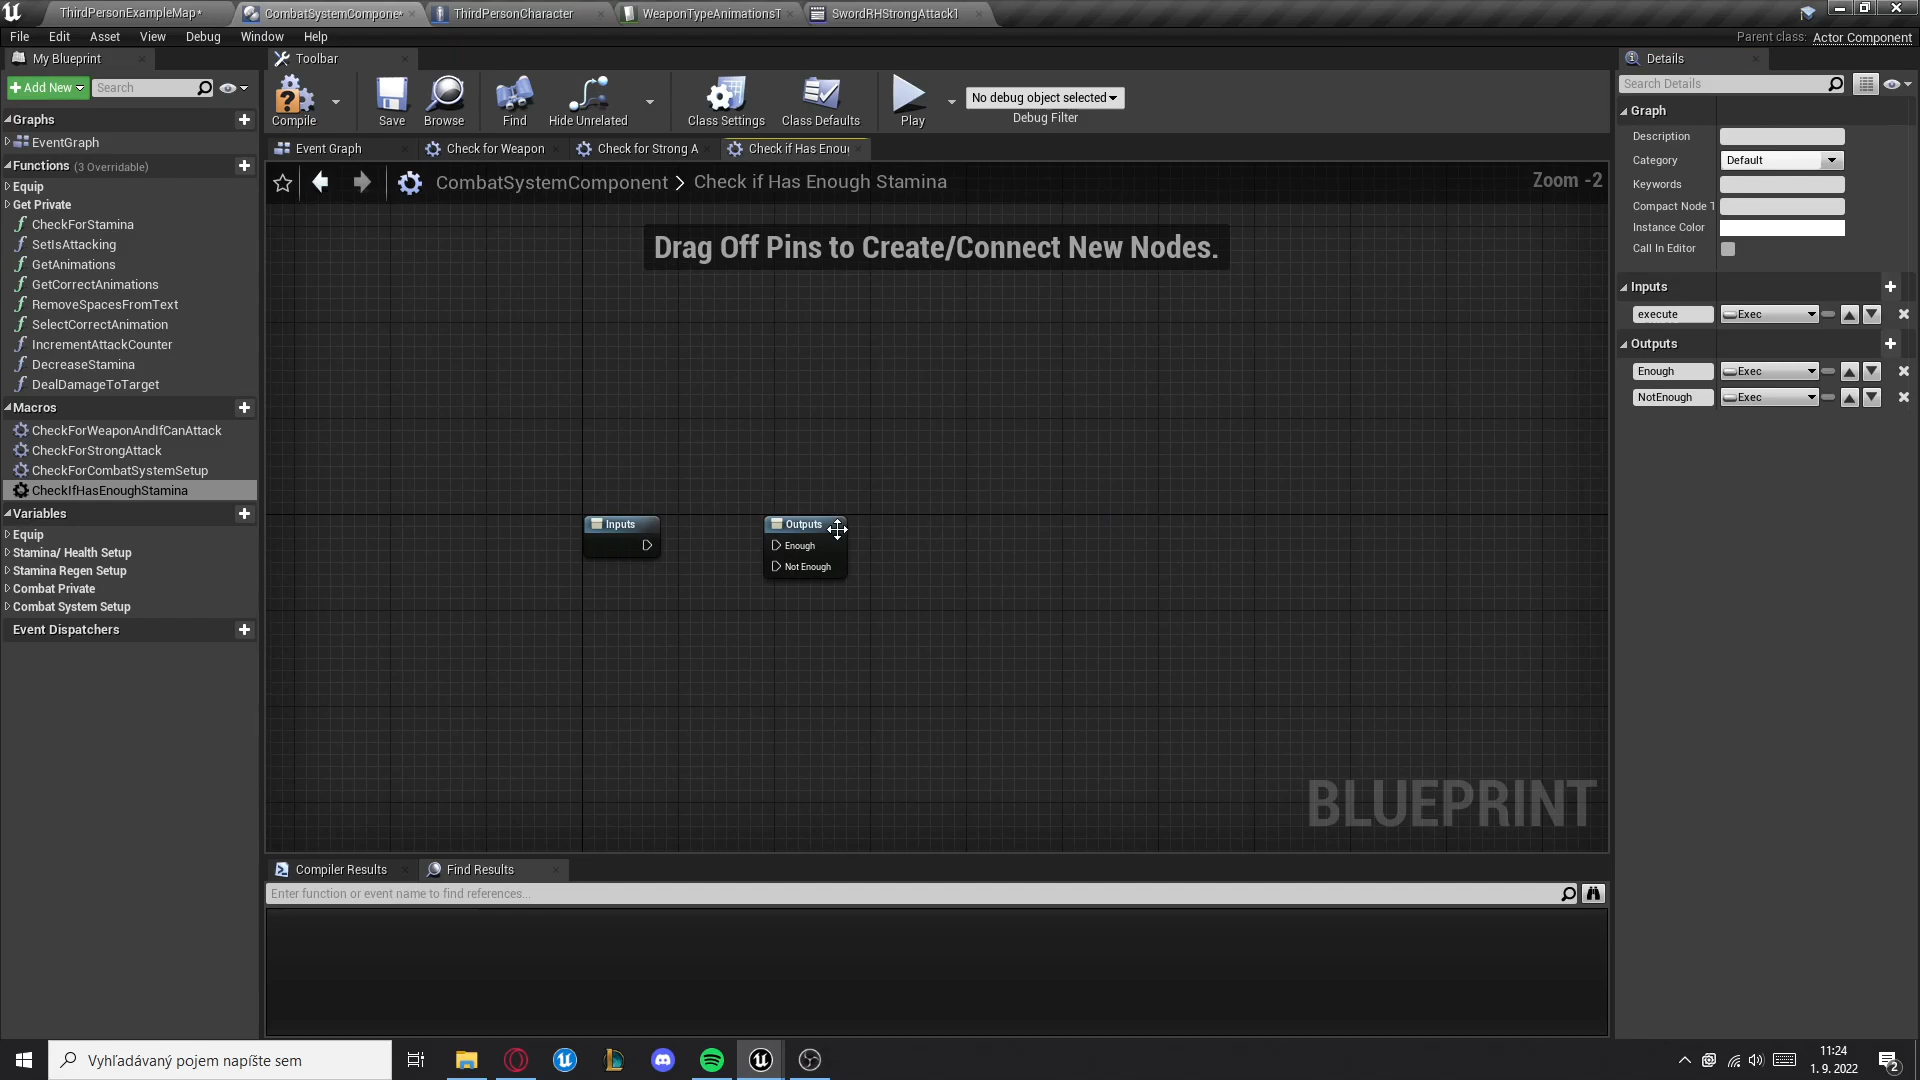 ThirdPersonExampleMap*
CombatSystemCompone*
ThirdPersonCharacter
WeaponTypeAnimationsT
SwordRHStrongAttack1
File Edit Asset View Debug Window Help
Parent class: Actor Component
My Blueprint
Toolbar
Details
Add New
Search
Compile
Save
Browse
Find
Hide Unrelated
Class Settings
Class Defaults
Play
No debug object selected
Debug Filter
Search Details
Graphs
EventGraph
Functions (3 Overridable)
Equip
Get Private
CheckForStamina
SetIsAttacking
GetAnimations
GetCorrectAnimations
RemoveSpacesFromText
SelectCorrectAnimation
IncrementAttackCounter
DecreaseStamina
DealDamageToTarget
Macros
CheckForWeaponAndIfCanAttack
CheckForStrongAttack
CheckForCombatSystemSetup
CheckIfHasEnoughStamina
Variables
Equip
Stamina/ Health Setup
Stamina Regen Setup
Combat Private
Combat System Setup
Event Dispatchers
Event Graph
Check for Weapon
Check for Strong A
Check if Has Enou
CombatSystemComponent > Check if Has Enough Stamina
Zoom -2
Drag Off Pins to Create/Connect New Nodes.
Inputs
Outputs
Enough
Not Enough
BLUEPRINT
Compiler Results
Find Results
Enter function or event name to find references...
Graph
Description
Category Default
Keywords
Compact Node T
Instance Color
Call In Editor
Inputs
execute Exec
Outputs
Enough Exec
NotEnough Exec
Vyhľadávaný pojem napíšte sem
11:24
1. 9. 2022
2